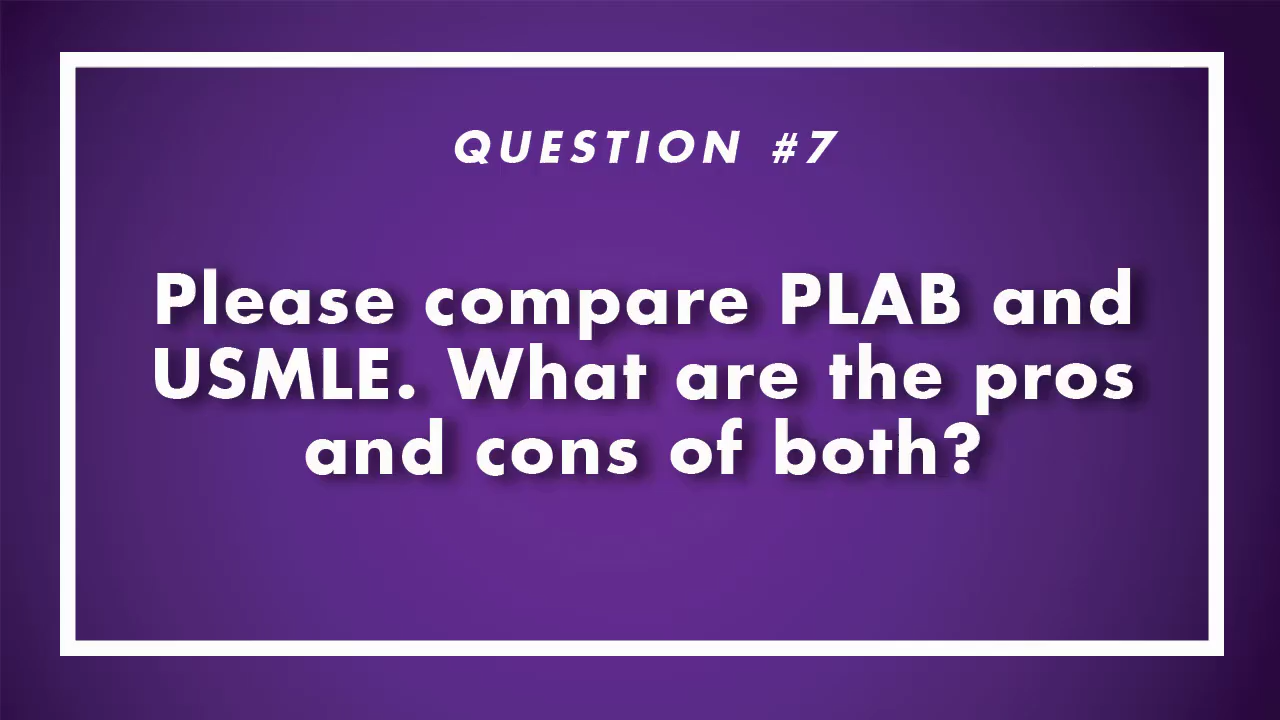 QUESTION #7
Please compare PLAB and
USMLE. What are the pros
and cons of both?